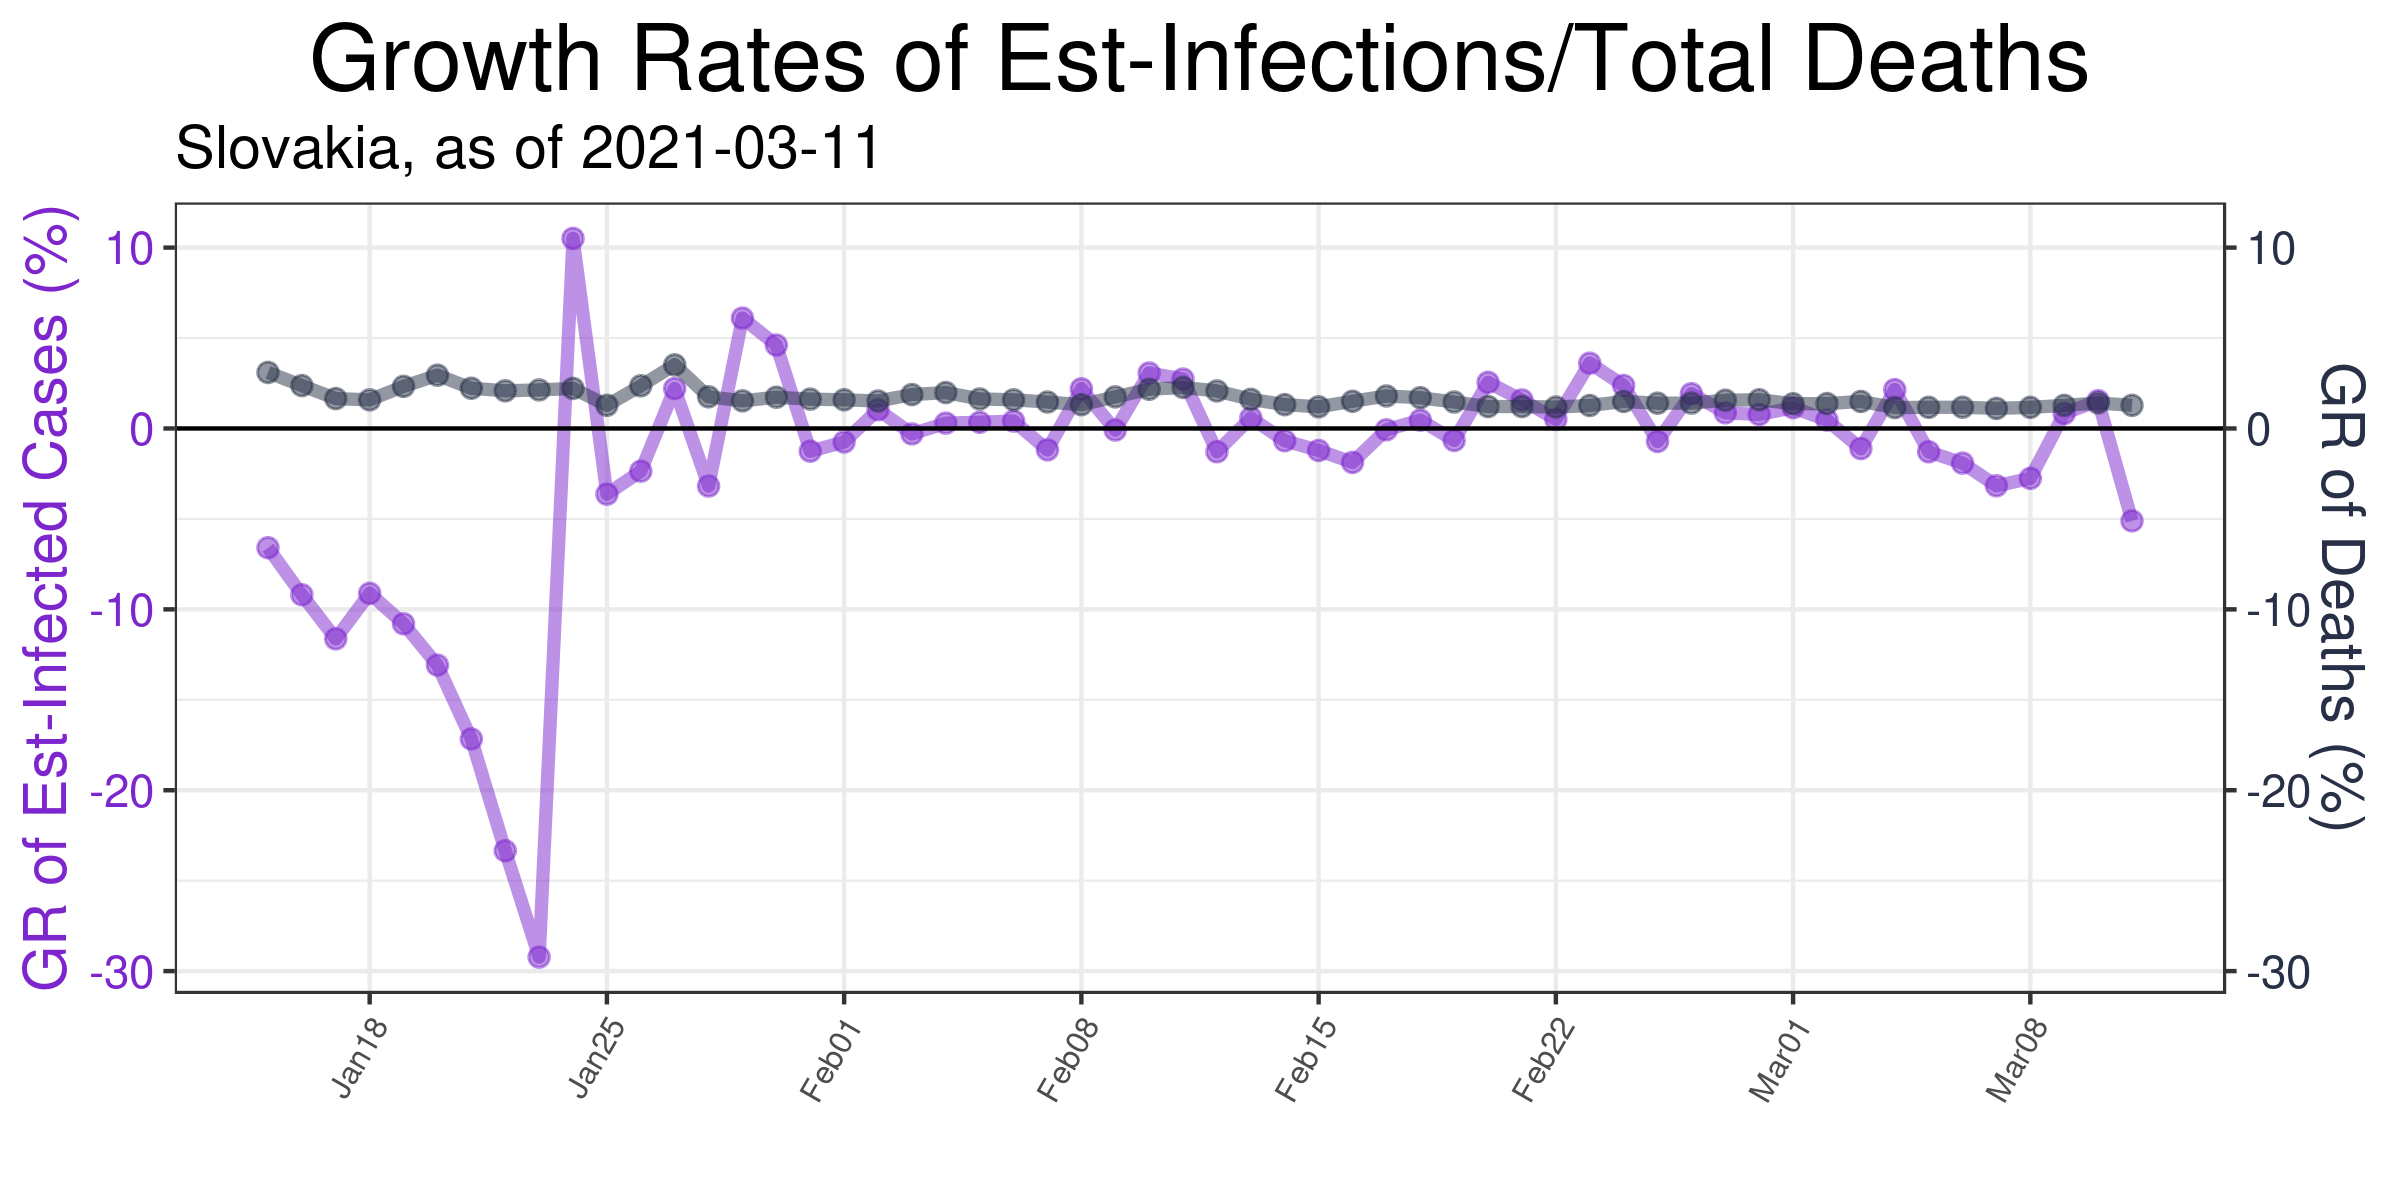 Growth Rates of Est-Infections/Total Deaths
Slovakia, as of 2021-03-11
GR of Est-Infected Cases (%)
10
0
-10
-20
-30
10
0
-10
-20
-30
GR of Deaths (%)
Jan18
Jan25
Feb01
Feb08
Feb15
Feb22
Mar01
Mar08